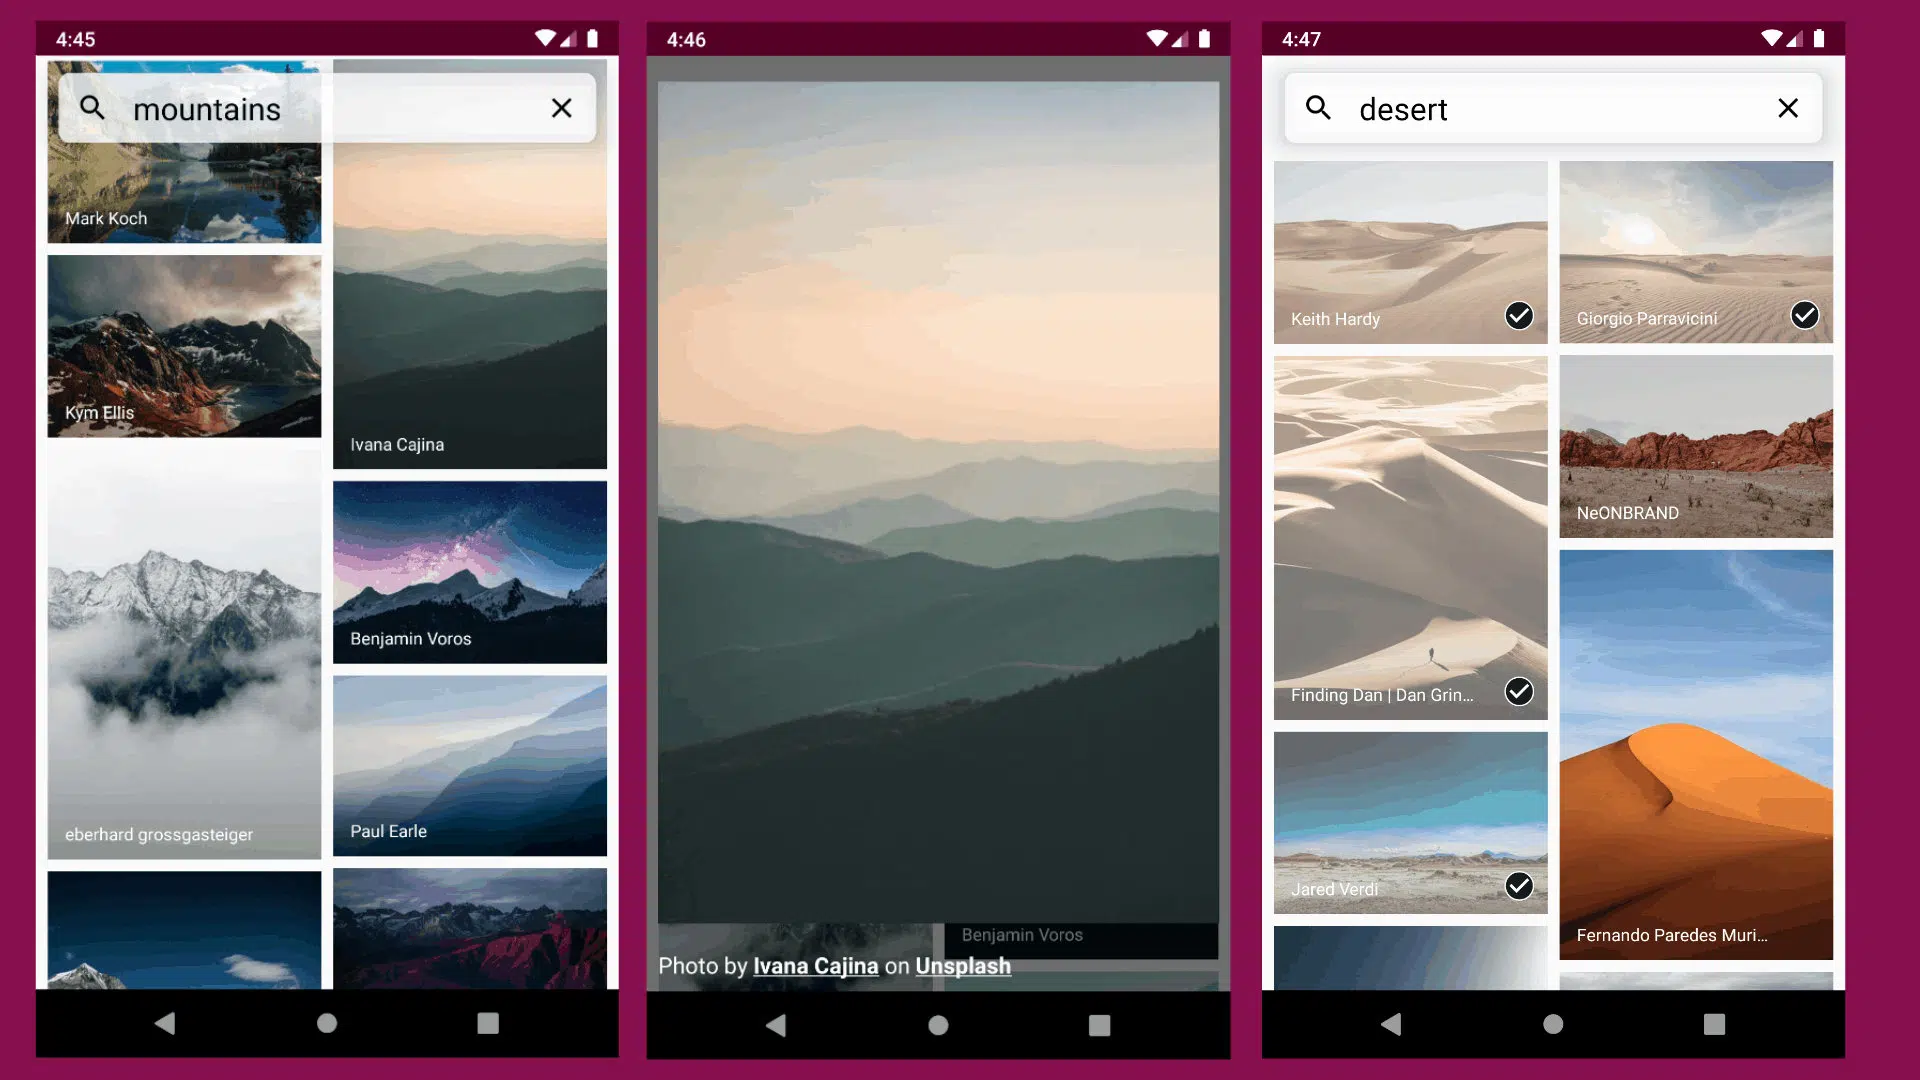 4:45
mountains
Mark Koch
Kym Ellis
Ivana Cajina
Benjamin Voros
Paul Earle
eberhard grossgasteiger
4:46
Benjamin Voros
Photo by Ivana Cajina on Unsplash
4:47
desert
Keith Hardy
Giorgio Parravicini
NeONBRAND
Finding Dan | Dan Grin...
Jared Verdi
Fernando Paredes Muri...